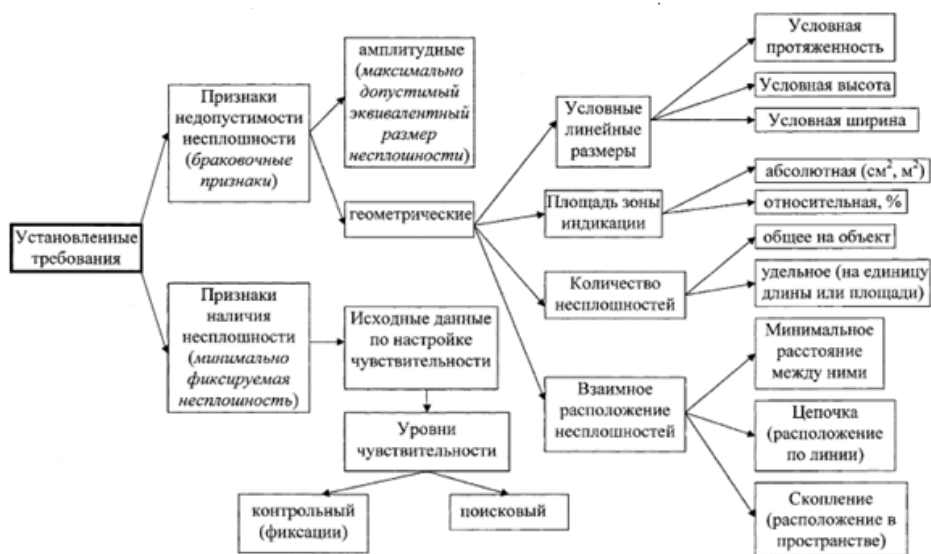 Установленные
требования
Признаки
недопустимости
несплошности
(браковочные
признаки)
Признаки
наличия
несплошности
(минимально
фиксируемая
несплошность)
амплитудные
(максимально
допустимый
эквивалентный
размер
несплошности)
геометрические
Исходные данные
по настройке
чувствительности
Уровни
чувствительности
контрольный
(фиксации)
поисковый
Условные
линейные
размеры
Площадь зоны
индикации
Количество
несплошностей
Взаимное
расположение
несплошностей
Условная
протяженность
Условная высота
Условная ширина
абсолютная (см², м²)
относительная, %
общее на объект
удельное (на единицу
длины или площади)
Минимальное
расстояние
между ними
Цепочка
(расположение
по линии)
Скопление
(расположение в
пространстве)